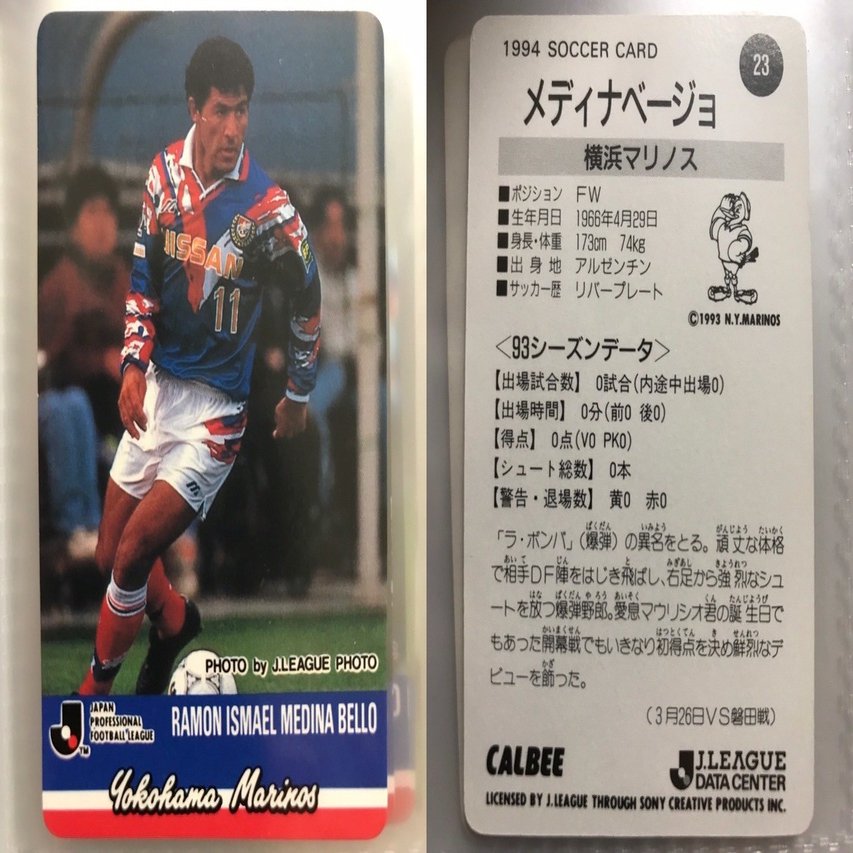 NISSAN
11
PHOTO by J.LEAGUE PHOTO
JAPAN
PROFESSIONAL
FOOTBALL LEAGUE
TM
RAMON ISMAEL MEDINA BELLO
Yokohama Marinos
1994 SOCCER CARD
23
メディナベージョ
横浜マリノス
■ポジション FW
■生年月日 1966年4月29日
■身長・体重 173cm 74kg
■出身地 アルゼンチン
■サッカー歴 リバープレート
©1993 N.Y.MARINOS
<93シーズンデータ>
【出場試合数】 0試合(内途中出場0)
【出場時間】 0分(前0 後0)
【得点】 0点(V0 PK0)
【シュート総数】 0本
【警告・退場数】 黄0 赤0
「ラ・ボンバ」(爆弾)の異名をとる。頑丈な体格
で相手DF陣をはじき飛ばし、右足から強烈なシュ
ートを放つ爆弾野郎。愛息マウリシオ君の誕生日で
もあった開幕戦でもいきなり初得点を決め鮮烈なデ
ビューを飾った。
(3月26日VS磐田戦)
CALBEE
J.LEAGUE
DATA CENTER
LICENSED BY J.LEAGUE THROUGH SONY CREATIVE PRODUCTS INC.